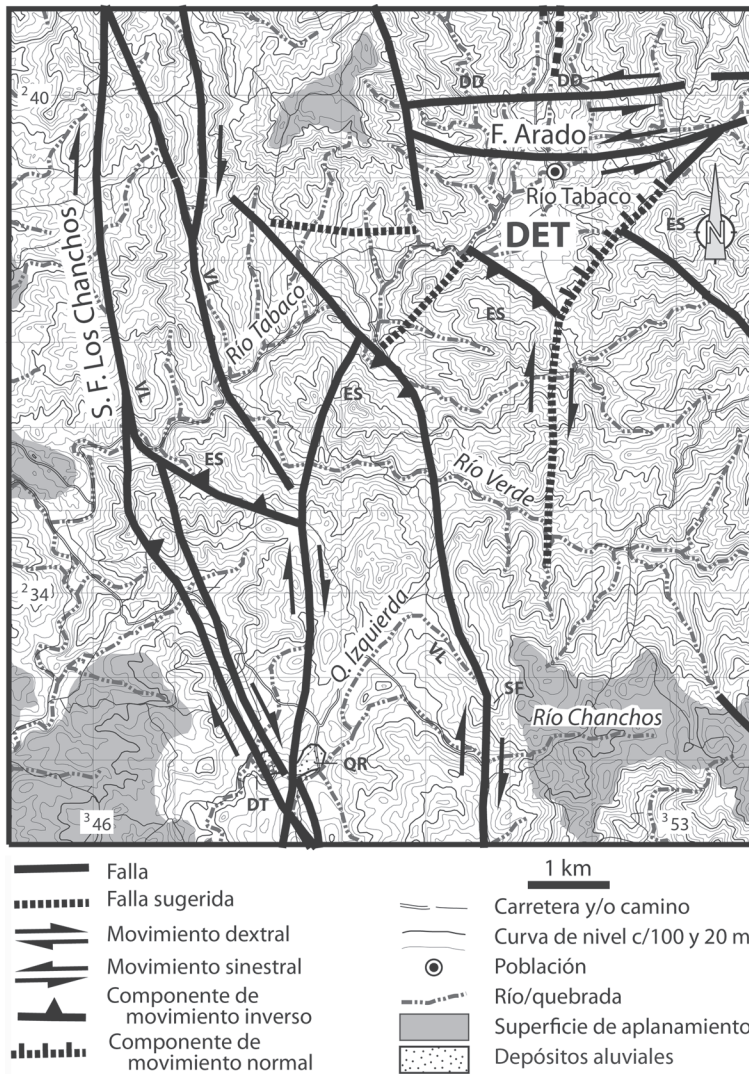 DD
DD
²40
F. Arado
Río Tabaco
DET
ES
N
S. F. Los Chanchos
VL
Río Tabaco
ES
VL
ES
ES
Río Verde
²34
Q. Izquierda
VL
SF
Río Chanchos
QR
DT
³46
³53
Falla
Falla sugerida
Movimiento dextral
Movimiento sinestral
Componente de
movimiento inverso
Componente de
movimiento normal
1 km
Carretera y/o camino
Curva de nivel c/100 y 20 m
Población
Río/quebrada
Superficie de aplanamiento
Depósitos aluviales